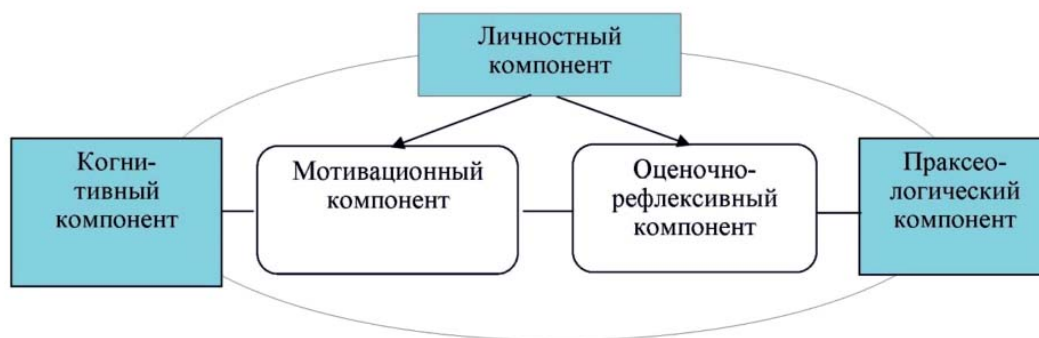 Личностный
компонент
Когни-
тивный
компонент
Мотивационный
компонент
Оценочно-
рефлексивный
компонент
Праксео-
логический
компонент